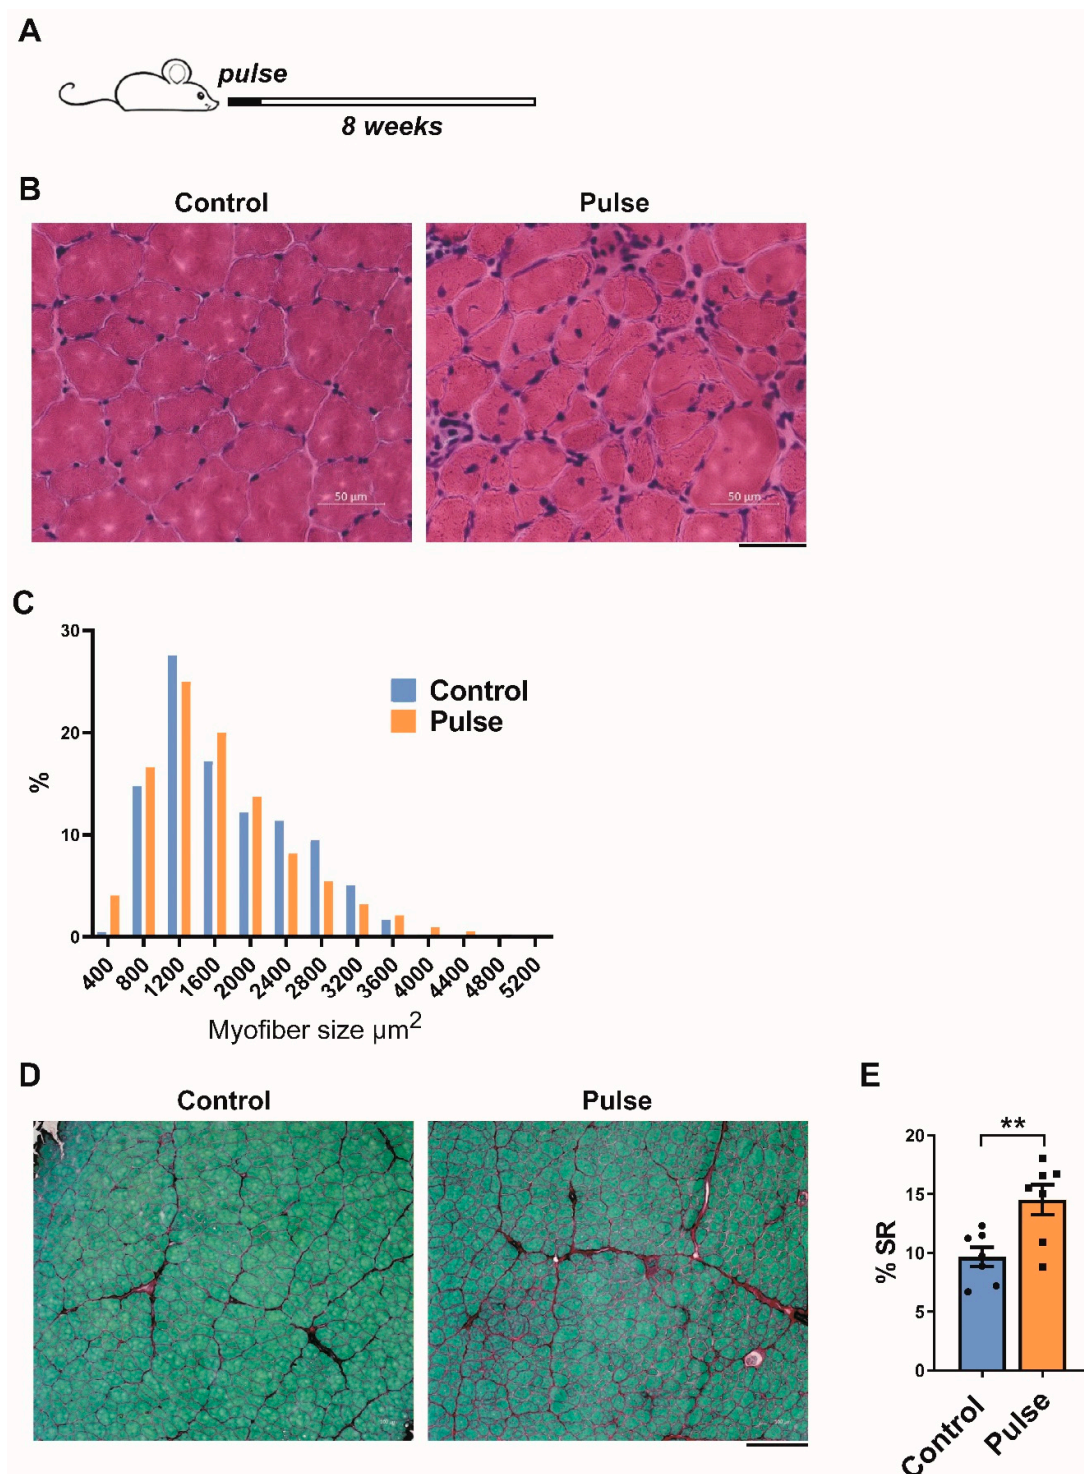 A
pulse
8 weeks
B
Control
Pulse
50 µm
50 µm
C
30
20
10
0
%
Control
Pulse
400
800
1200
1600
2000
2400
2800
3200
3600
4000
4400
4800
5200
Myofiber size µm²
D
Control
Pulse
E
**
20
15
10
5
0
% SR
Control
Pulse